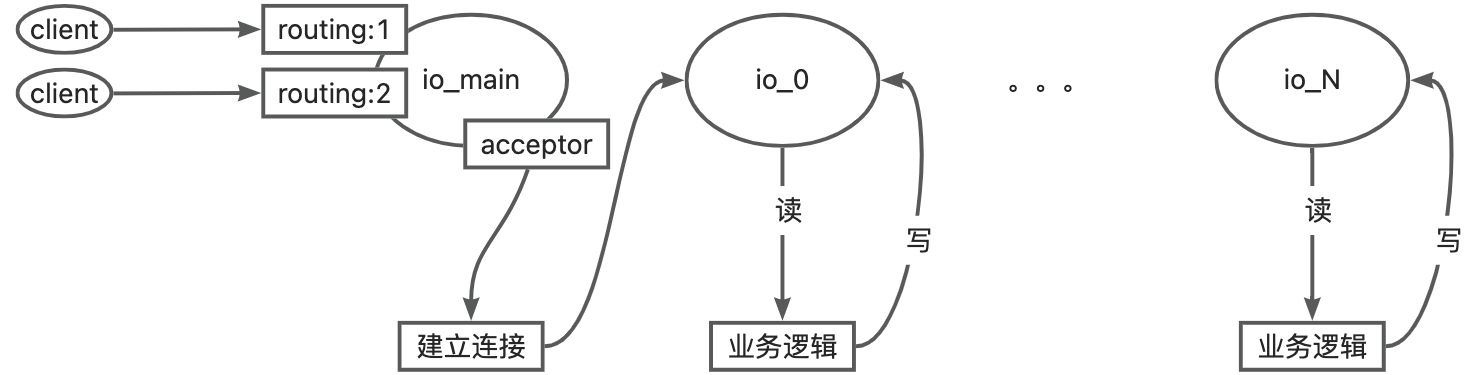 client
routing:1
client
routing:2
io_main
acceptor
建立连接
io_0
读
写
业务逻辑
。。。
io_N
读
写
业务逻辑